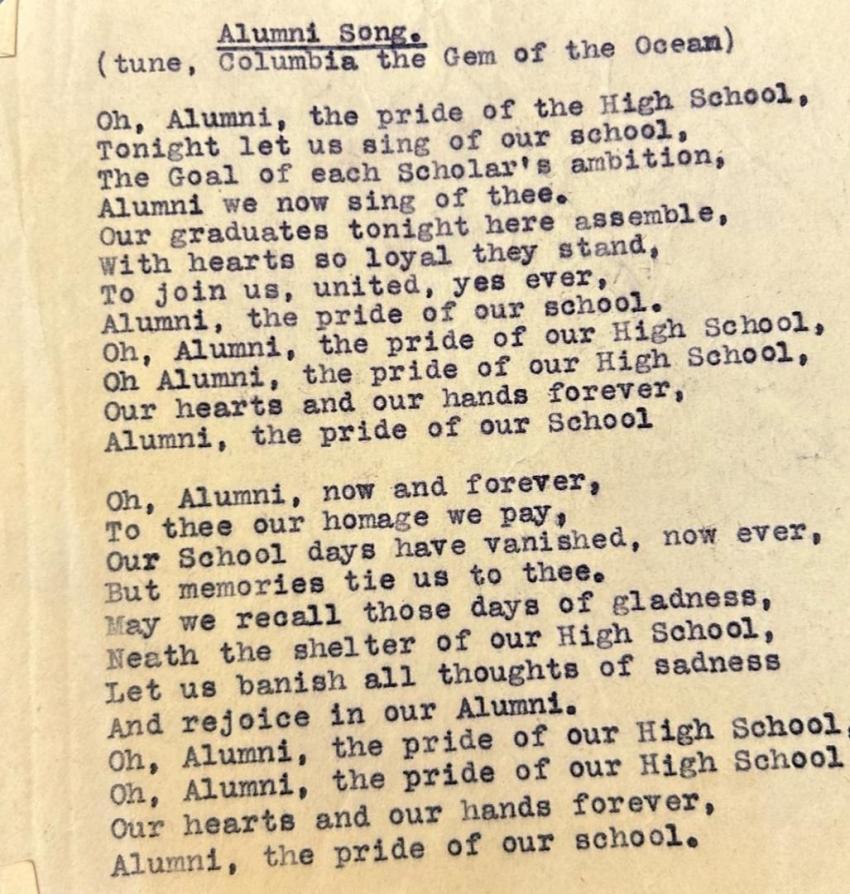 Alumni Song.
(tune, Columbia the Gem of the Ocean)
Oh, Alumni, the pride of the High School,
Tonight let us sing of our school,
The Goal of each Scholar's ambition,
Alumni we now sing of thee.
Our graduates tonight here assemble,
With hearts so loyal they stand,
To join us, united, yes ever,
Alumni, the pride of our school.
Oh, Alumni, the pride of our High School,
Oh Alumni, the pride of our High School,
Our hearts and our hands forever,
Alumni, the pride of our School
Oh, Alumni, now and forever,
To thee our homage we pay,
Our School days have vanished, now ever,
But memories tie us to thee.
May we recall those days of gladness,
Neath the shelter of our High School,
Let us banish all thoughts of sadness
And rejoice in our Alumni.
Oh, Alumni, the pride of our High School,
Oh, Alumni, the pride of our High School
Our hearts and our hands forever,
Alumni, the pride of our school.